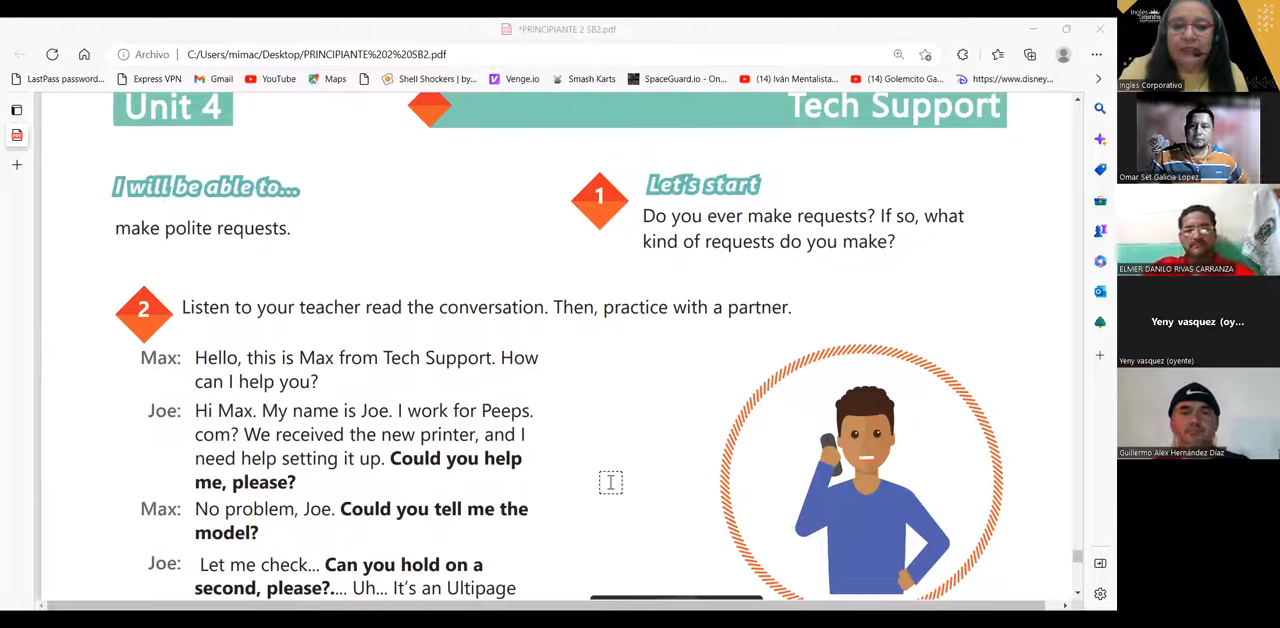 *PRINCIPIANTE 2 SB2.pdf
Archivo
C:/Users/mimac/Desktop/PRINCIPIANTE%202%20SB2.pdf
LastPass password...
Express VPN
Gmail
YouTube
Maps
Shell Shockers | by...
Venge.io
Smash Karts
SpaceGuard.io - On...
(14) Iván Mentalista...
(14) Golemcito Ga...
https://www.disney...
Unit 4
Tech Support
I will be able to...
make polite requests.
1
Let's start
Do you ever make requests? If so, what
kind of requests do you make?
2
Listen to your teacher read the conversation. Then, practice with a partner.
Max: Hello, this is Max from Tech Support. How
can I help you?
Joe: Hi Max. My name is Joe. I work for Peeps.
com? We received the new printer, and I
need help setting it up. Could you help
me, please?
Max: No problem, Joe. Could you tell me the
model?
Joe: Let me check... Can you hold on a
second, please?.... Uh... It's an Ultipage
Inglés
Corporativo
Ingles Corporativo
Omar Set Galicia Lopez
ELMER DANILO RIVAS CARRANZA
Yeny vasquez (oy...
Yeny vasquez (oyente)
Guillermo Alex Hernández Díaz